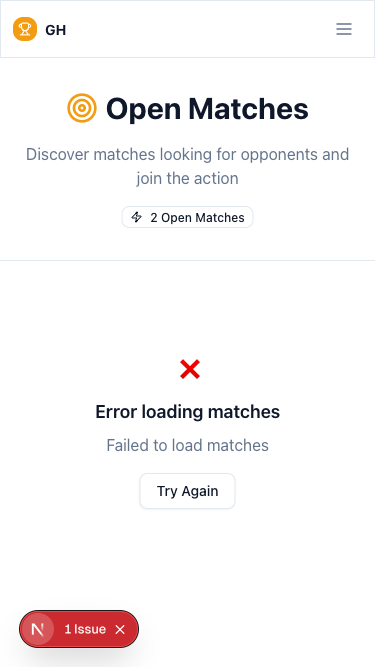 GH
Open Matches
Discover matches looking for opponents and
join the action
2 Open Matches
Error loading matches
Failed to load matches
Try Again
N 1 Issue